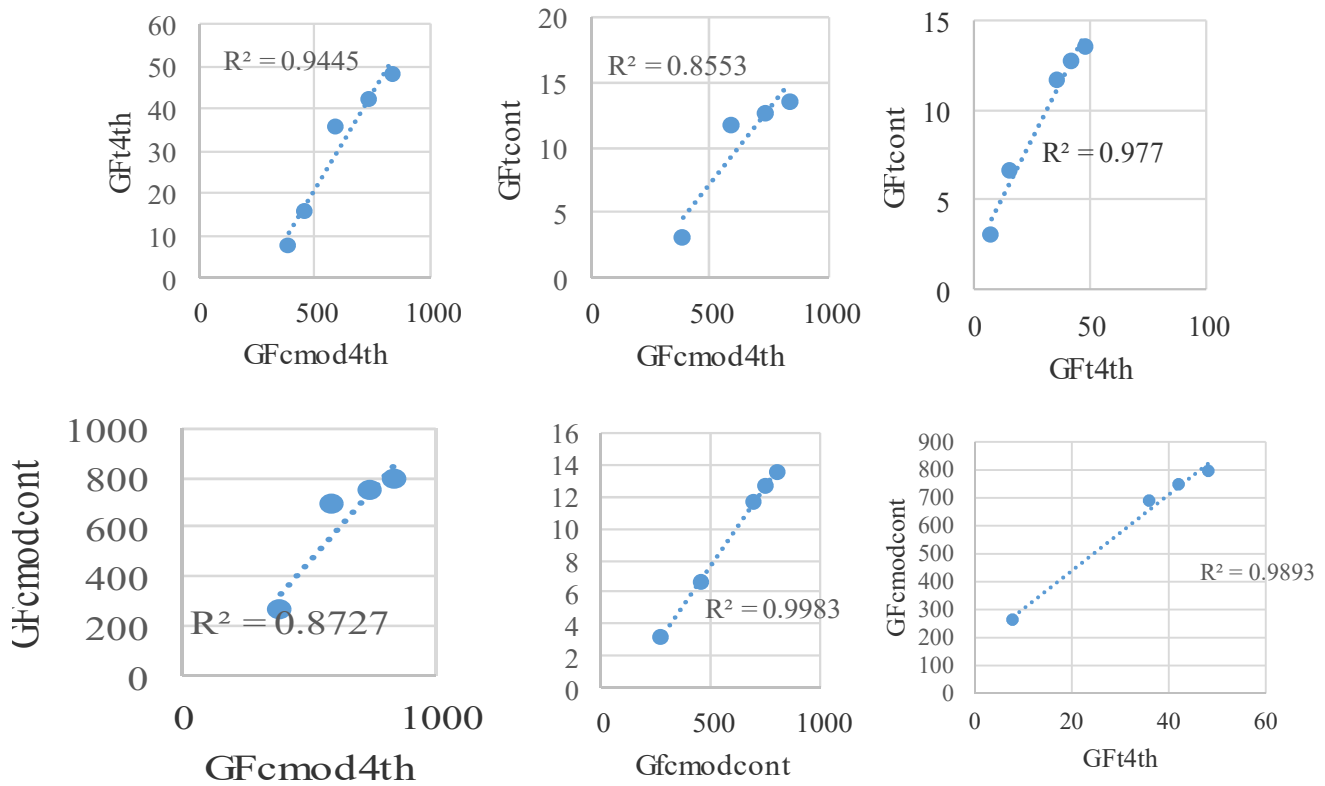 60
50
40
30
20
10
0
GFt4th
R² = 0.9445
0 500 1000
GFcmod4th
20
15
10
5
0
GFtcont
R² = 0.8553
0 500 1000
GFcmod4th
15
10
5
0
GFtcont
R² = 0.977
0 50 100
GFt4th
1000
800
600
400
200
0
GFcmodcont
R² = 0.8727
0 1000
GFcmod4th
16
14
12
10
8
6
4
2
0
R² = 0.9983
0 500 1000
Gfcmodcont
900
800
700
600
500
400
300
200
100
0
GFcmodcont
R² = 0.9893
0 20 40 60
GFt4th